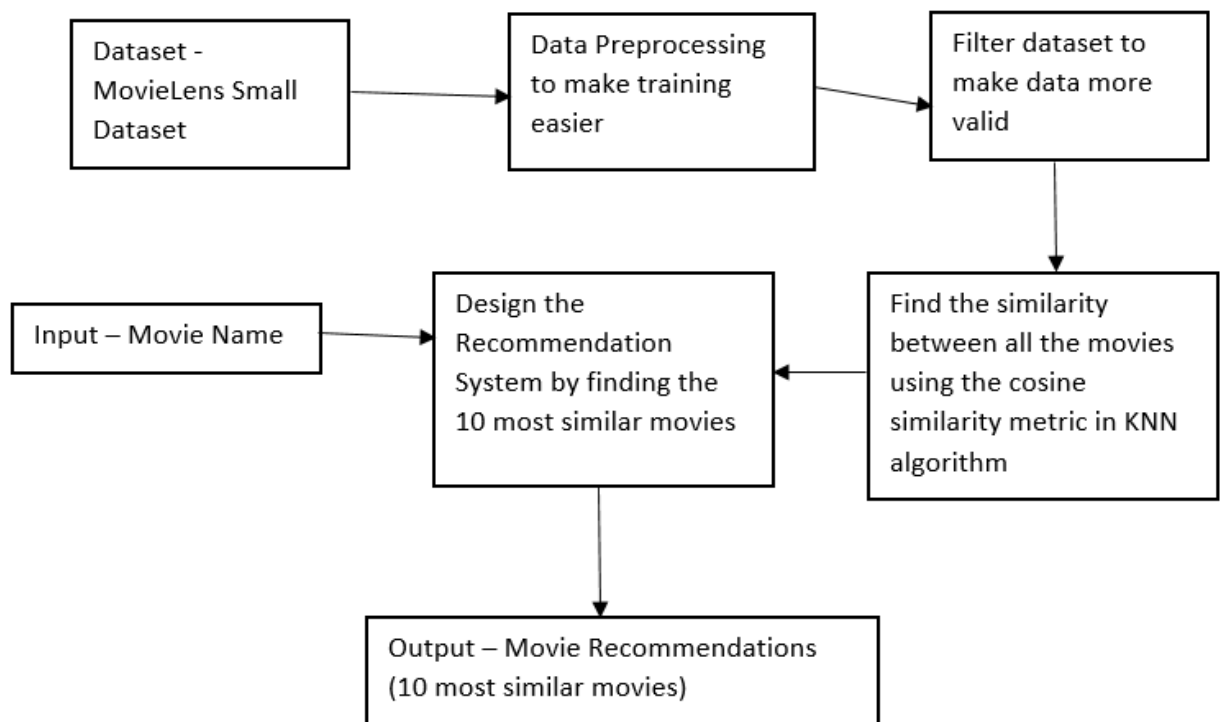 Dataset -
MovieLens Small
Dataset
Data Preprocessing
to make training
easier
Filter dataset to
make data more
valid
Input – Movie Name
Design the
Recommendation
System by finding the
10 most similar movies
Find the similarity
between all the movies
using the cosine
similarity metric in KNN
algorithm
Output – Movie Recommendations
(10 most similar movies)